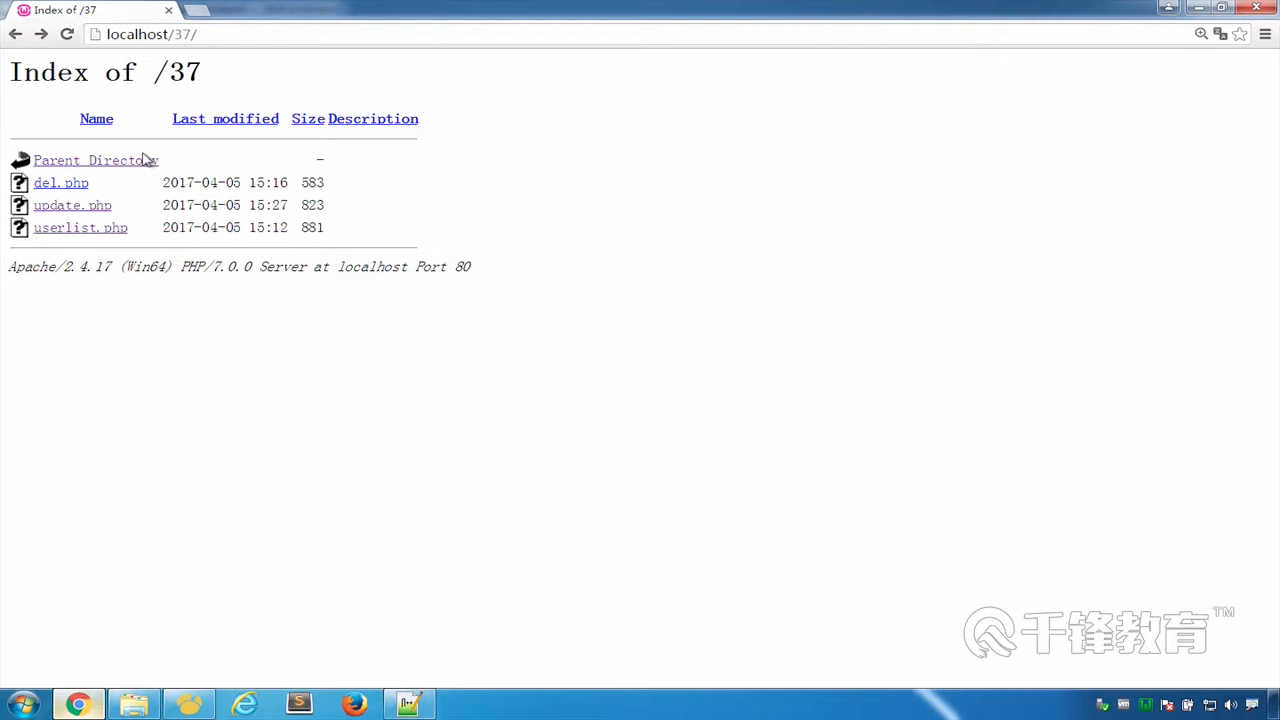 Index of /37
localhost/37/
Index of /37
Name Last modified Size Description
Parent Directory -
del.php 2017-04-05 15:16 583
update.php 2017-04-05 15:27 823
userlist.php 2017-04-05 15:12 881
Apache/2.4.17 (Win64) PHP/7.0.0 Server at localhost Port 80
千锋教育™